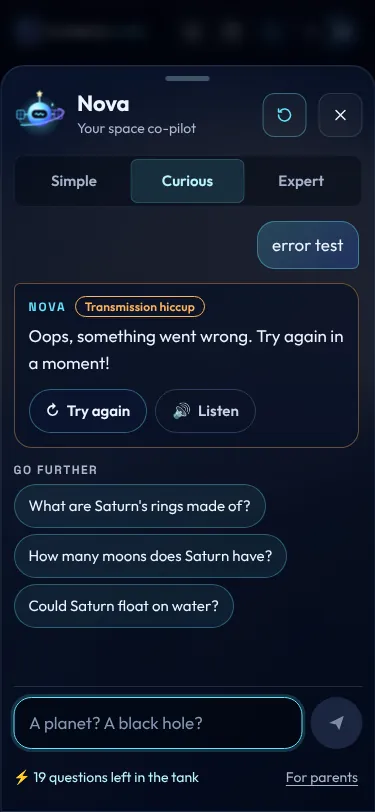 Nova
Your space co-pilot
Simple
Curious
Expert
error test
NOVA
Transmission hiccup
Oops, something went wrong. Try again in
a moment!
↻ Try again
🔊 Listen
GO FURTHER
What are Saturn's rings made of?
How many moons does Saturn have?
Could Saturn float on water?
A planet? A black hole?
⚡ 19 questions left in the tank
For parents